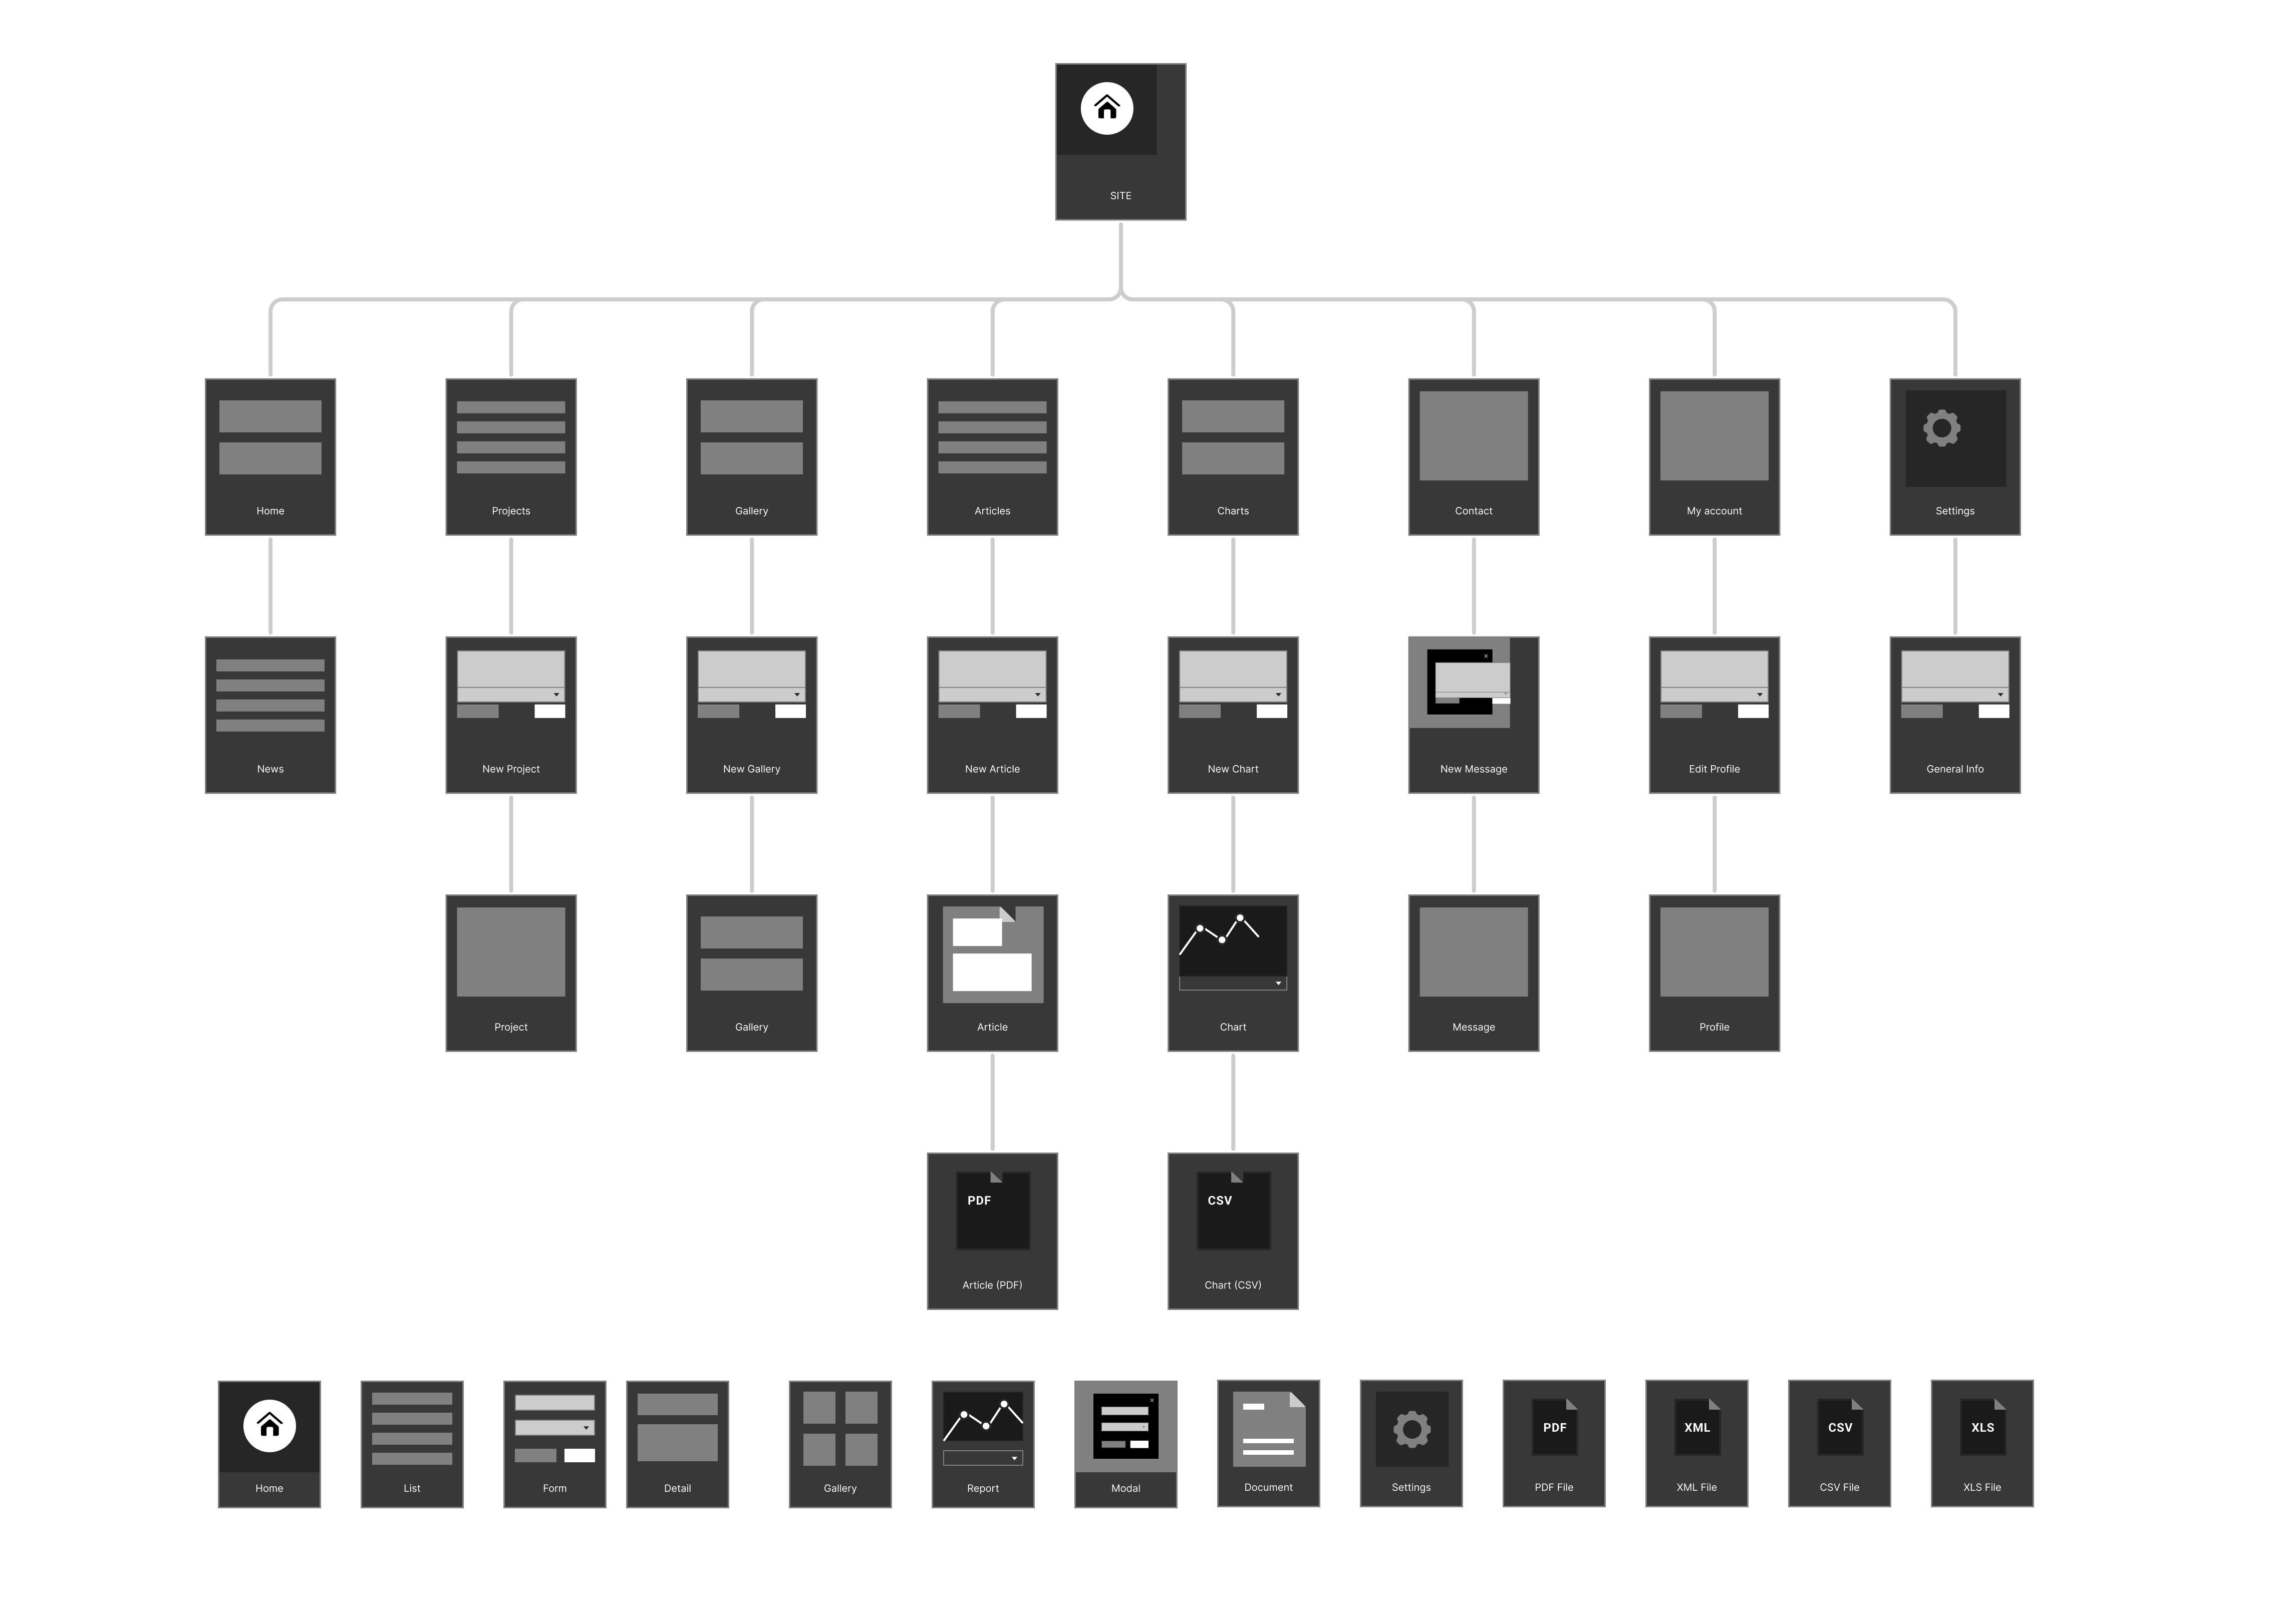 SITE
Home
Projects
Gallery
Articles
Charts
Contact
My account
Settings
News
New Project
New Gallery
New Article
New Chart
New Message
Edit Profile
General Info
Project
Gallery
Article
Chart
Message
Profile
PDF
CSV
Article (PDF)
Chart (CSV)
PDF
XML
CSV
XLS
Home
List
Form
Detail
Gallery
Report
Modal
Document
Settings
PDF File
XML File
CSV File
XLS File